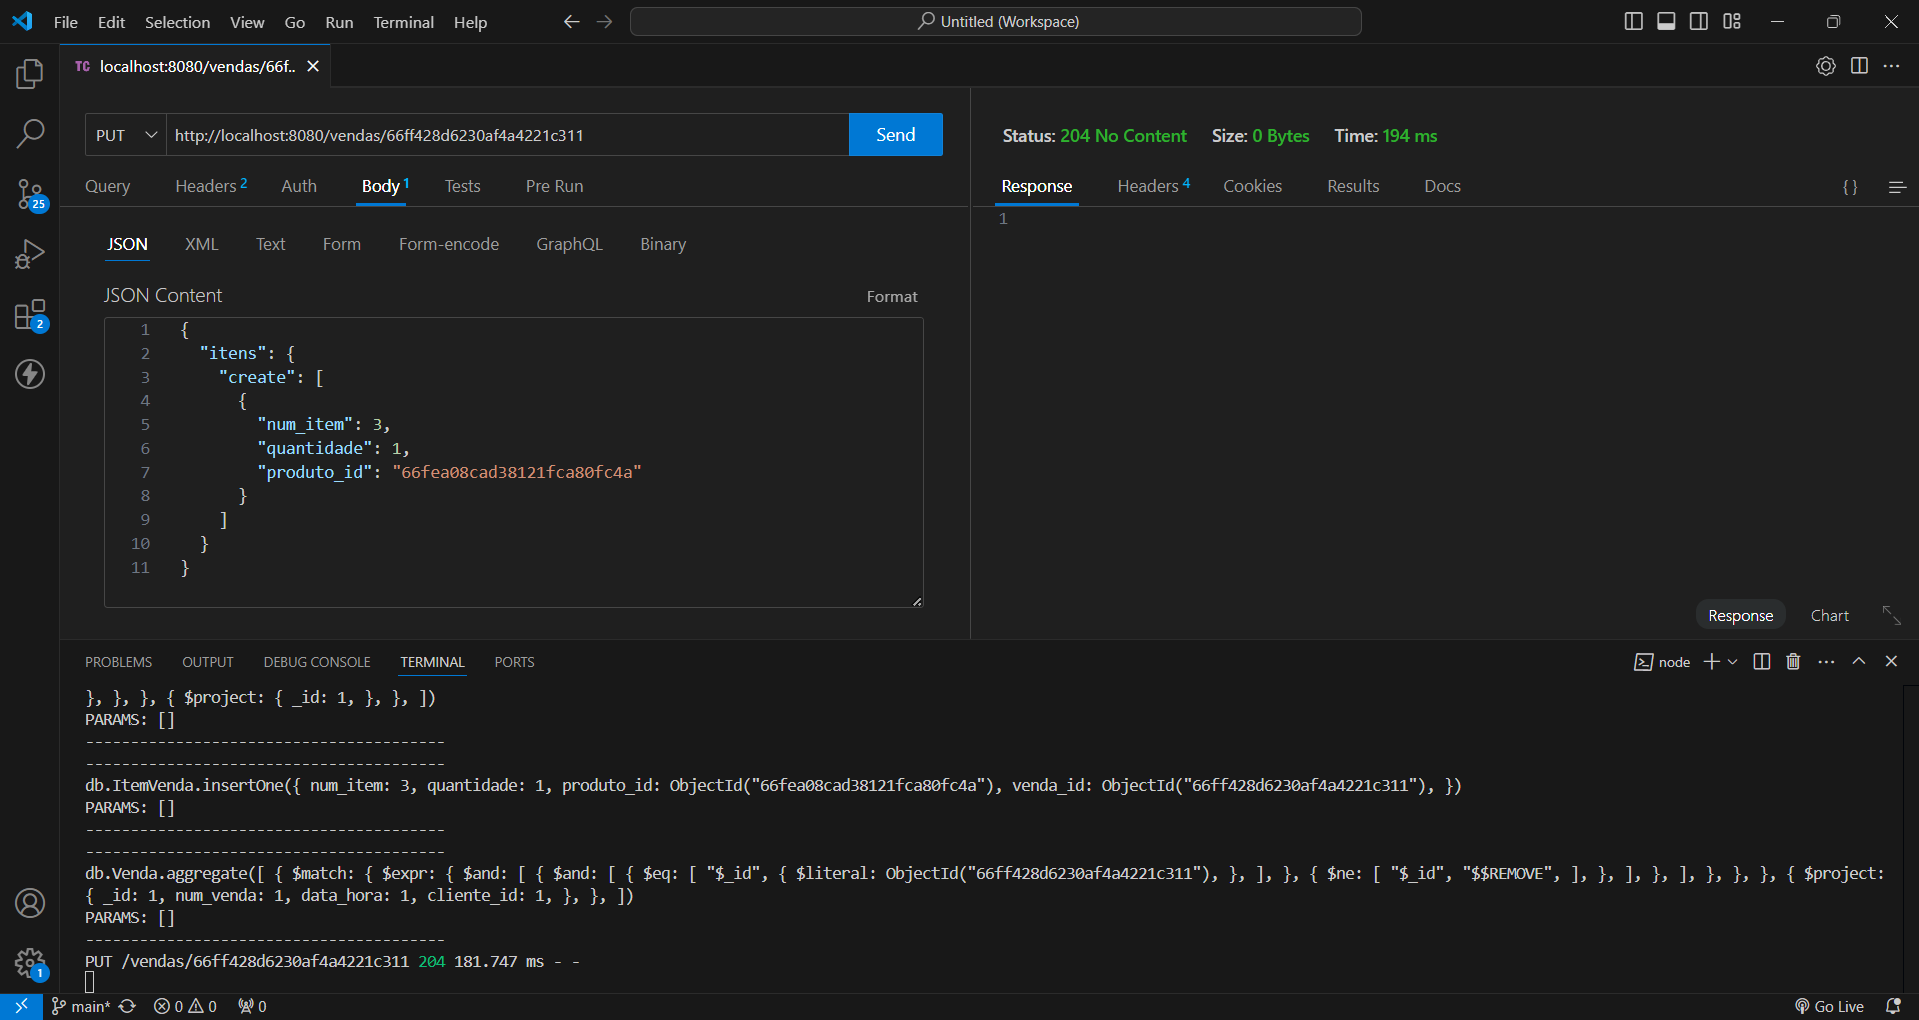 File Edit Selection View Go Run Terminal Help
Untitled (Workspace)
TC localhost:8080/vendas/66f..
PUT http://localhost:8080/vendas/66ff428d6230af4a4221c311 Send
Query Headers 2 Auth Body 1 Tests Pre Run
JSON XML Text Form Form-encode GraphQL Binary
JSON Content Format
1 {
2 "itens": {
3 "create": [
4 {
5 "num_item": 3,
6 "quantidade": 1,
7 "produto_id": "66fea08cad38121fca80fc4a"
8 }
9 ]
10 }
11 }
Status: 204 No Content Size: 0 Bytes Time: 194 ms
Response Headers 4 Cookies Results Docs {}
1
Response Chart
25
2
1
PROBLEMS OUTPUT DEBUG CONSOLE TERMINAL PORTS
node
}, }, }, { $project: { _id: 1, }, }, ])
PARAMS: []
----------------------------------------
----------------------------------------
db.ItemVenda.insertOne({ num_item: 3, quantidade: 1, produto_id: ObjectId("66fea08cad38121fca80fc4a"), venda_id: ObjectId("66ff428d6230af4a4221c311"), })
PARAMS: []
----------------------------------------
----------------------------------------
db.Venda.aggregate([ { $match: { $expr: { $and: [ { $and: [ { $eq: [ "$_id", { $literal: ObjectId("66ff428d6230af4a4221c311"), }, ], }, { $ne: [ "$_id", "$$REMOVE", ], }, ], }, ], }, }, }, { $project:
{ _id: 1, num_venda: 1, data_hora: 1, cliente_id: 1, }, }, ])
PARAMS: []
----------------------------------------
PUT /vendas/66ff428d6230af4a4221c311 204 181.747 ms - -
main* 0 0 0
Go Live